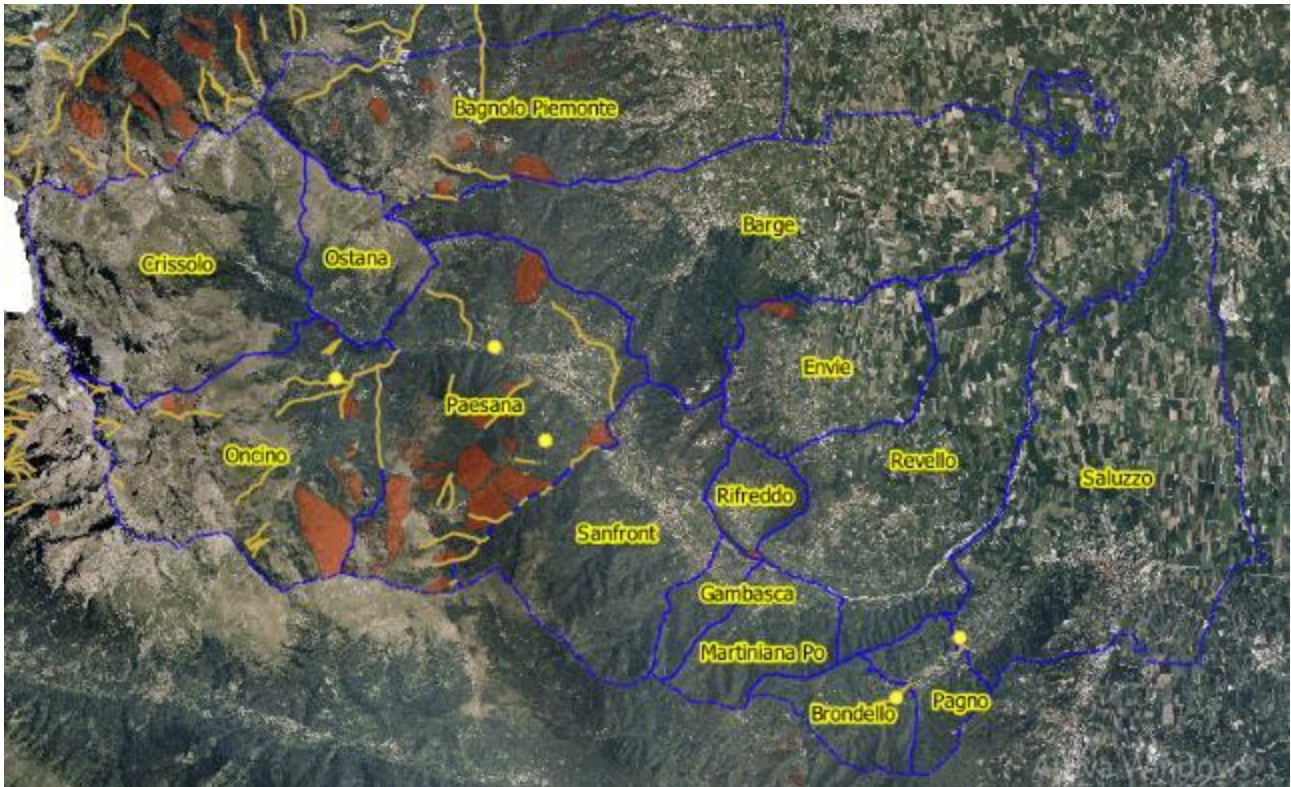 Bagnolo Piemonte
Barge
Crissolo
Ostana
Envie
Paesana
Oncino
Revello
Rifreddo
Saluzzo
Sanfront
Gambasca
Martiniana Po
Brondello
Pagno